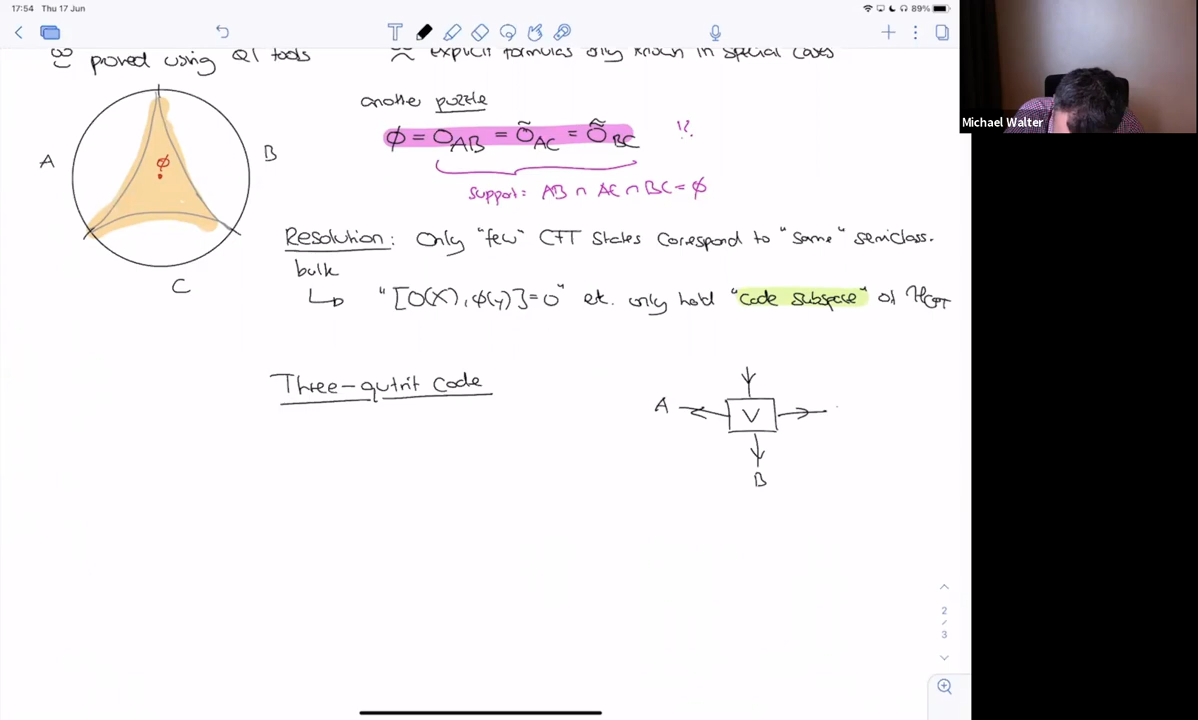 17:54 Thu 17 Jun
89%
proved using QI tools
explicit formulas only known in special cases
another puzzle
ϕ = O_AB = Õ_AC = Õ̃_BC !?
support: AB ∩ AC ∩ BC = ∅
A
B
C
ϕ
Resolution: Only "few" CFT states correspond to "same" semiclass.
bulk
↳ "[O(x), ϕ(y)] = 0" etc. only hold "code subspace" of H_CFT
Three-qutrit code
A
V
B
2
/
3
Michael Walter